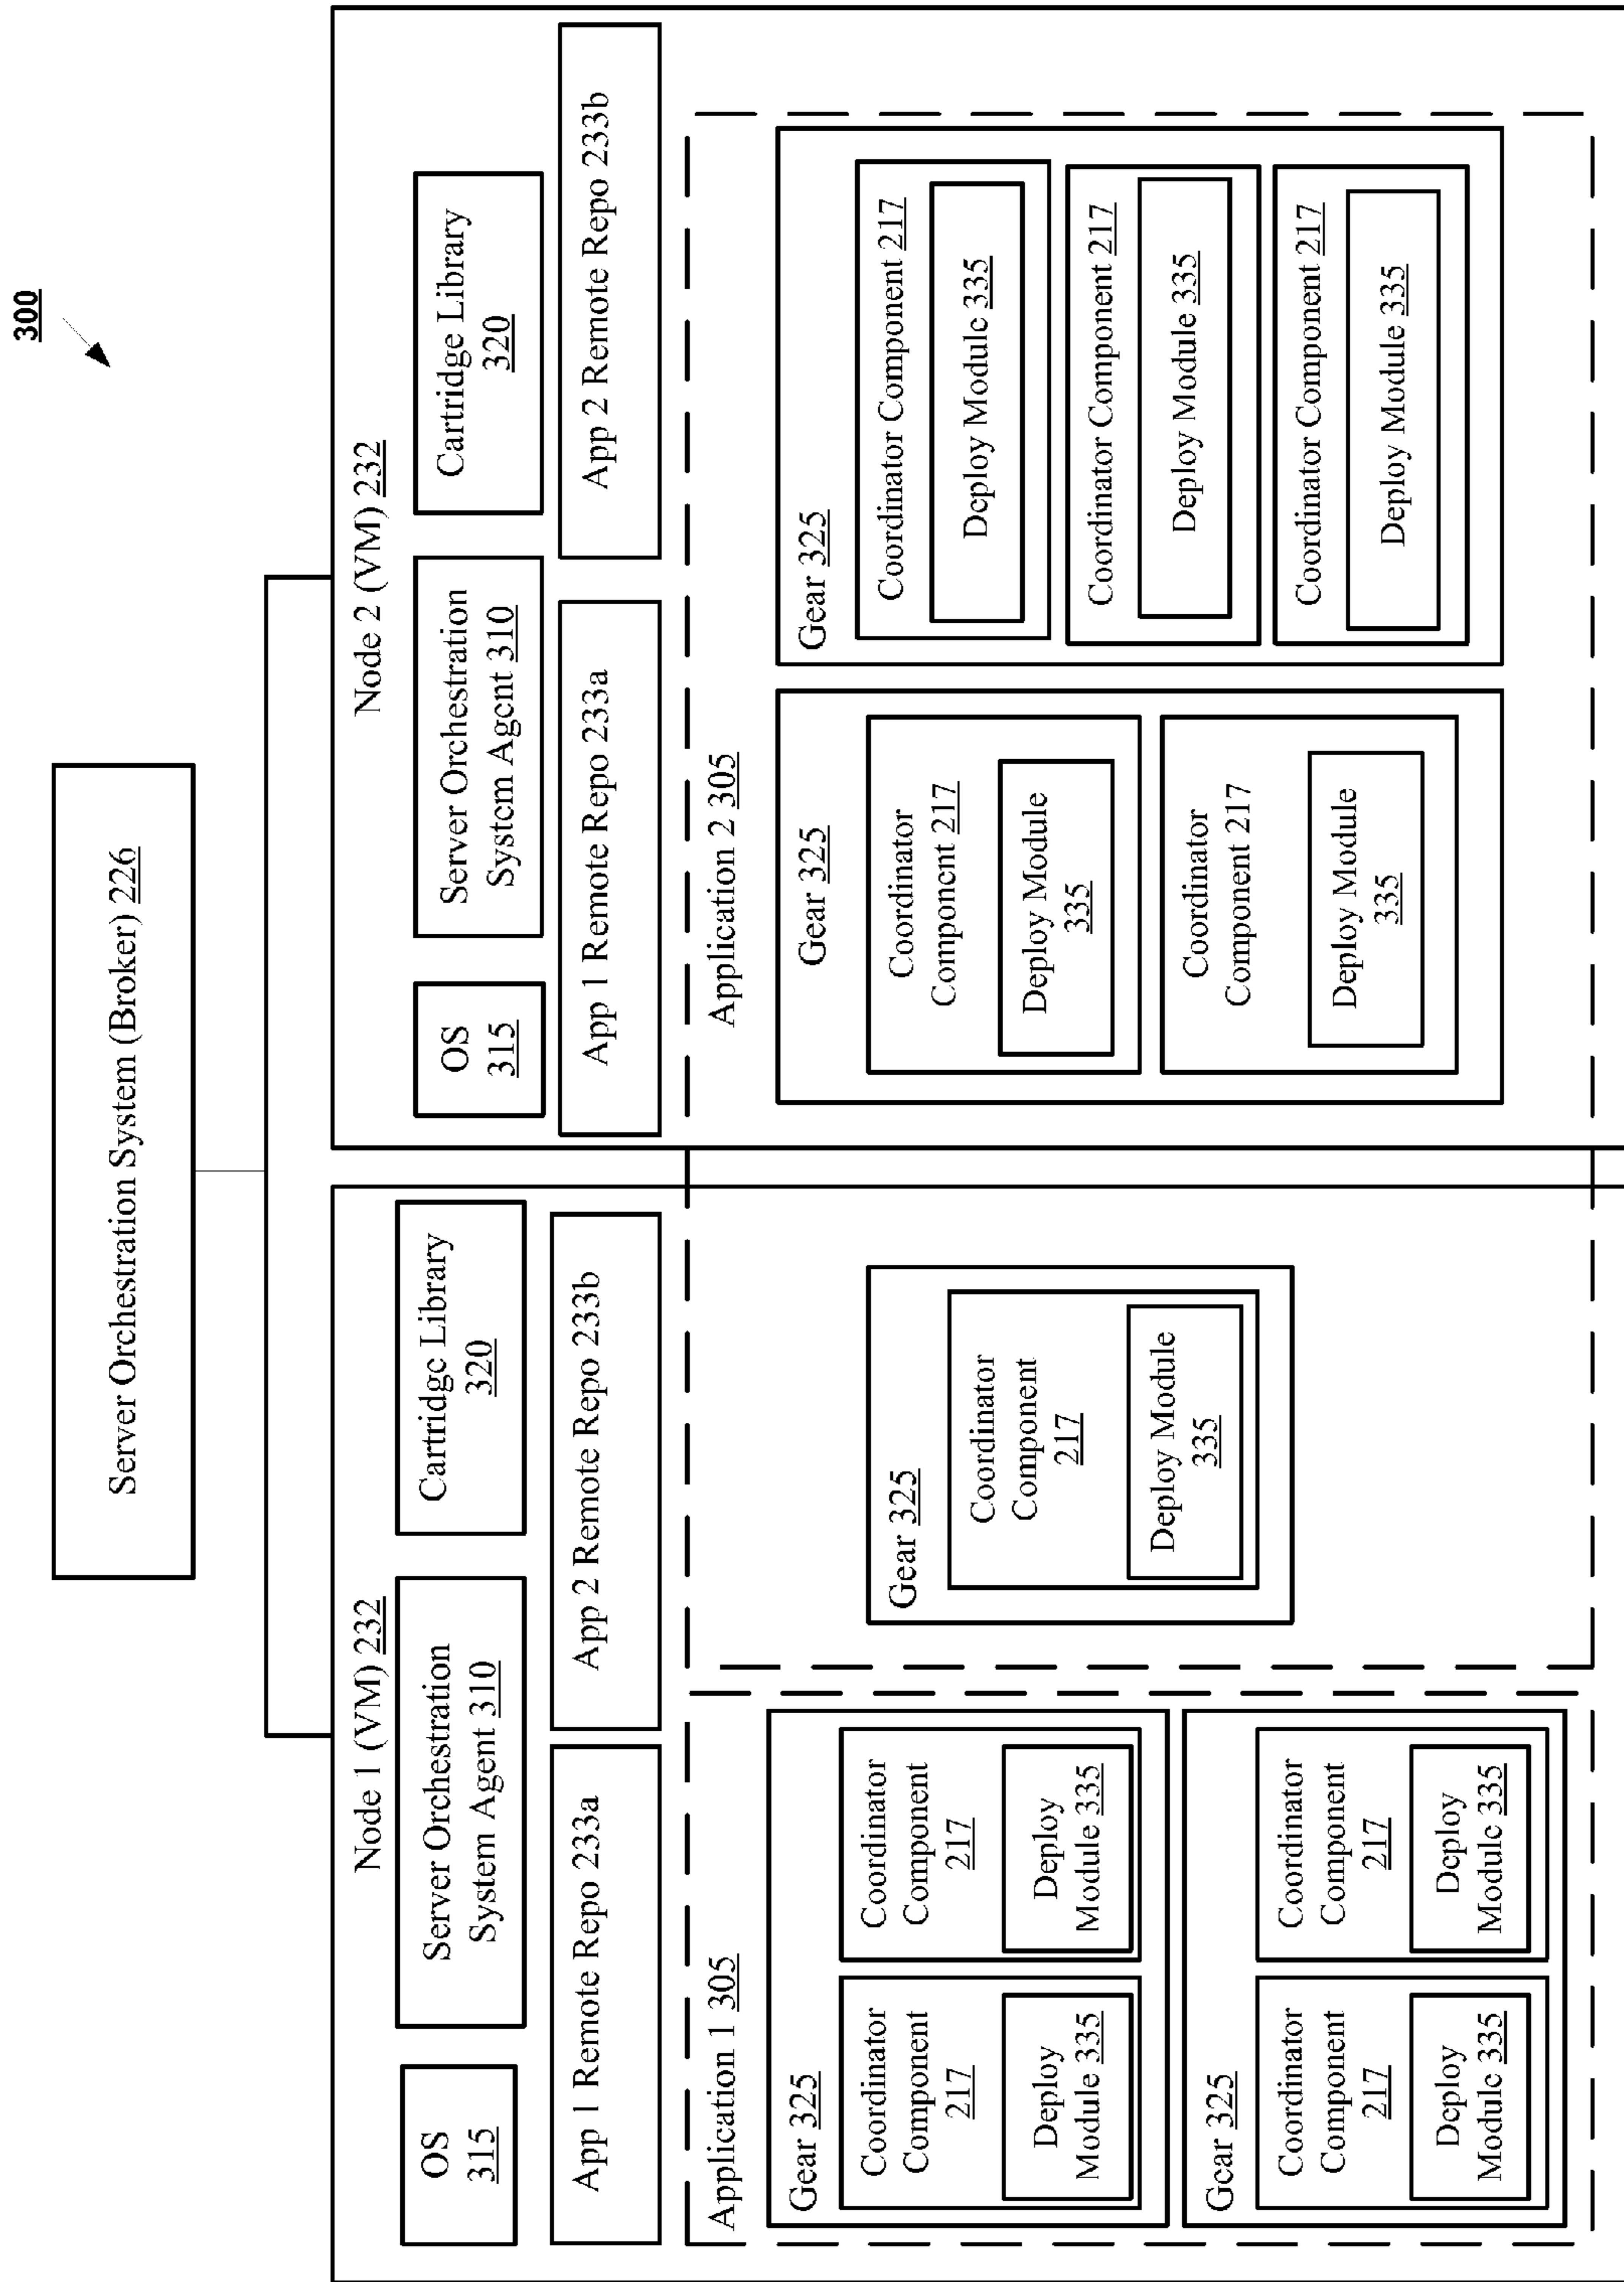 300
Server Orchestration System (Broker) 226
Node 1 (VM) 232
OS
315
Server Orchestration
System Agent 310
Cartridge Library
320
App 1 Remote Repo 233a
App 2 Remote Repo 233b
Application 1 305
Gear 325
Coordinator
Component
217
Deploy
Module 335
Coordinator
Component
217
Deploy
Module 335
Gear 325
Coordinator
Component
217
Deploy
Module 335
Coordinator
Component
217
Deploy
Module 335
Gear 325
Coordinator
Component
217
Deploy Module
335
Node 2 (VM) 232
OS
315
Server Orchestration
System Agent 310
Cartridge Library
320
App 1 Remote Repo 233a
App 2 Remote Repo 233b
Application 2 305
Gear 325
Coordinator
Component 217
Deploy Module
335
Coordinator
Component 217
Deploy Module
335
Gear 325
Coordinator Component 217
Deploy Module 335
Coordinator Component 217
Deploy Module 335
Coordinator Component 217
Deploy Module 335